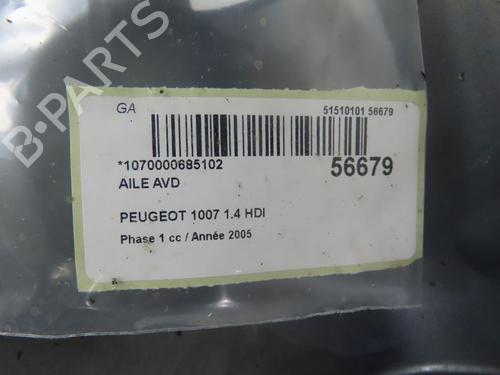 B-PARTS
GA 51510101 56679
*1070000685102 56679
AILE AVD
PEUGEOT 1007 1.4 HDI
Phase 1 cc / Année 2005